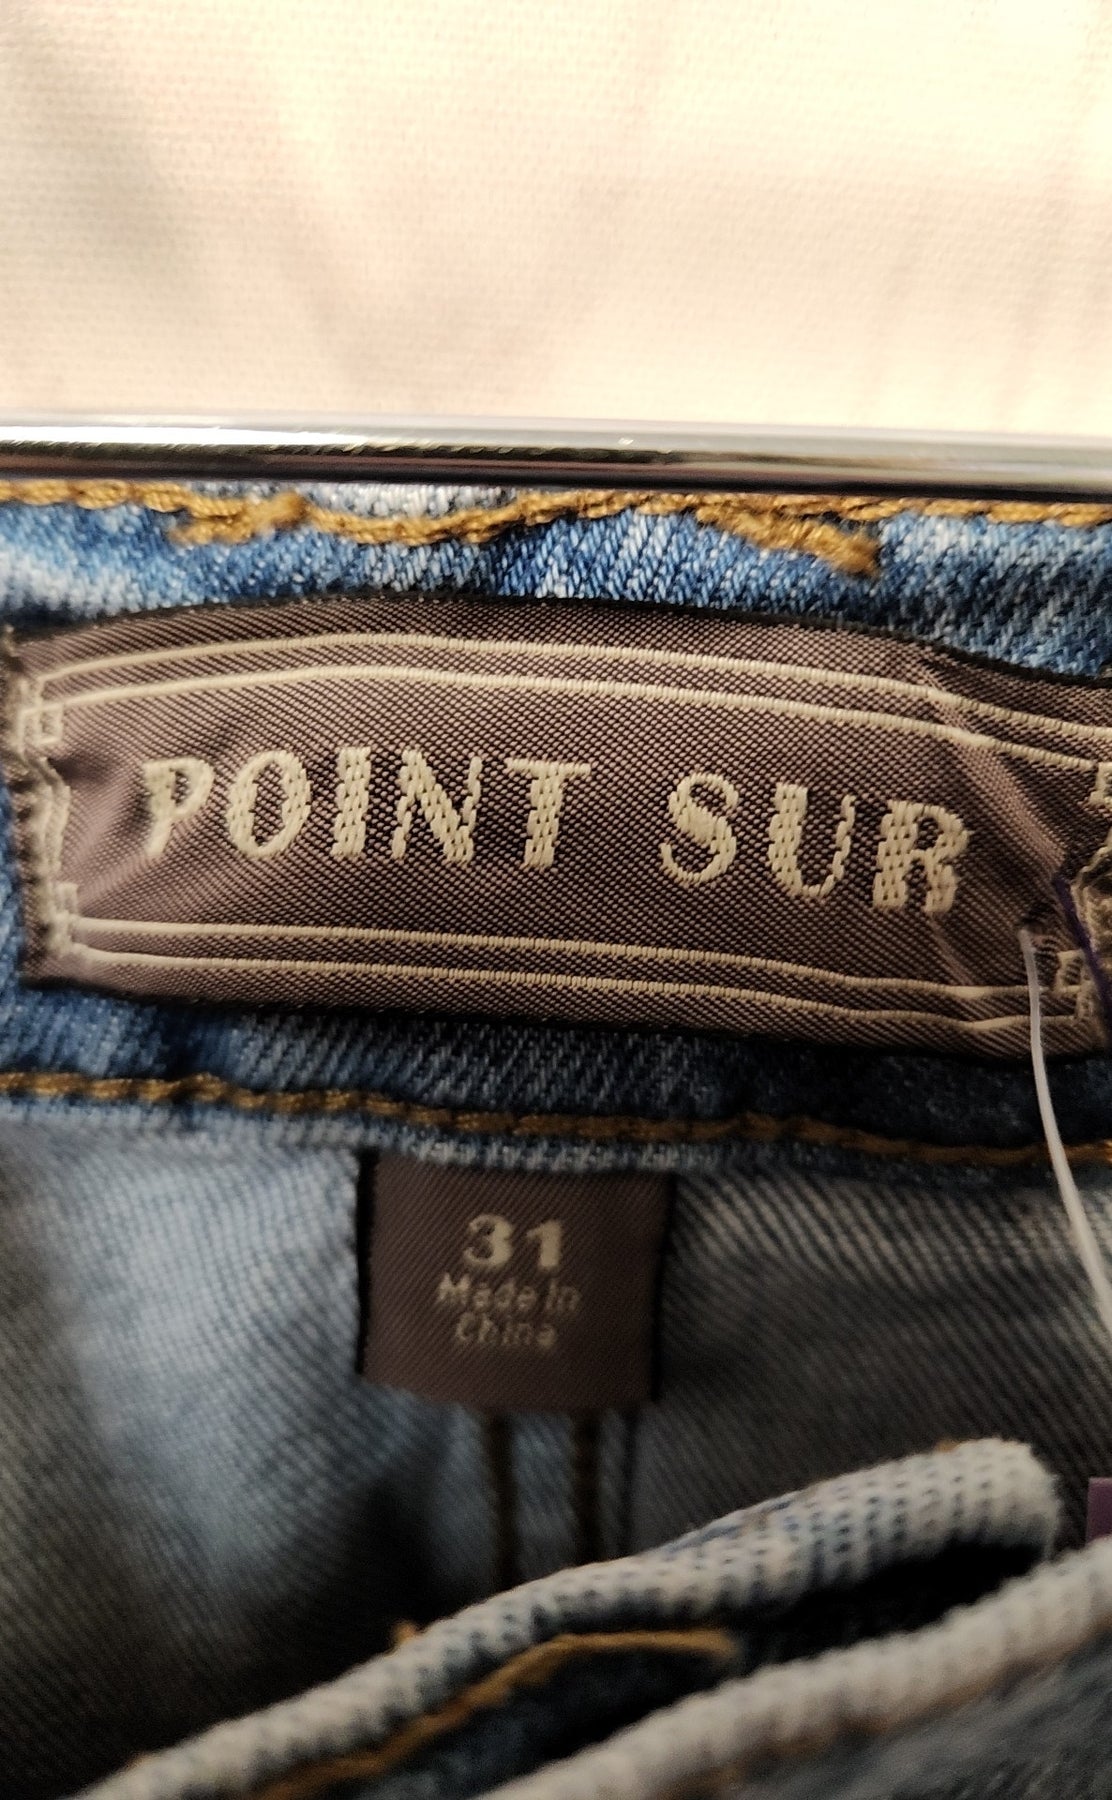 POINT SUR
31
Made in
China